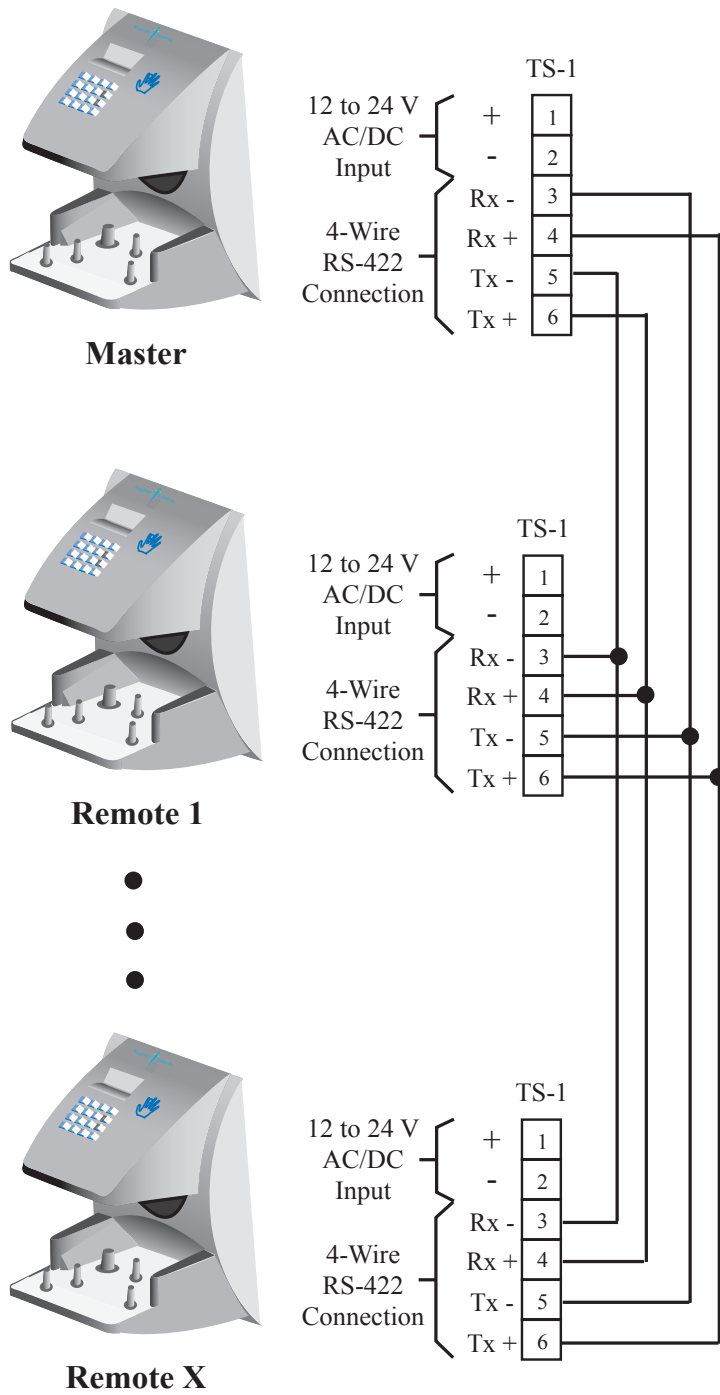 TS-1
12 to 24 V
AC/DC
Input
+ 1
- 2
4-Wire
RS-422
Connection
Rx - 3
Rx + 4
Tx - 5
Tx + 6
Master
TS-1
12 to 24 V
AC/DC
Input
+ 1
- 2
4-Wire
RS-422
Connection
Rx - 3
Rx + 4
Tx - 5
Tx + 6
Remote 1
TS-1
12 to 24 V
AC/DC
Input
+ 1
- 2
4-Wire
RS-422
Connection
Rx - 3
Rx + 4
Tx - 5
Tx + 6
Remote X